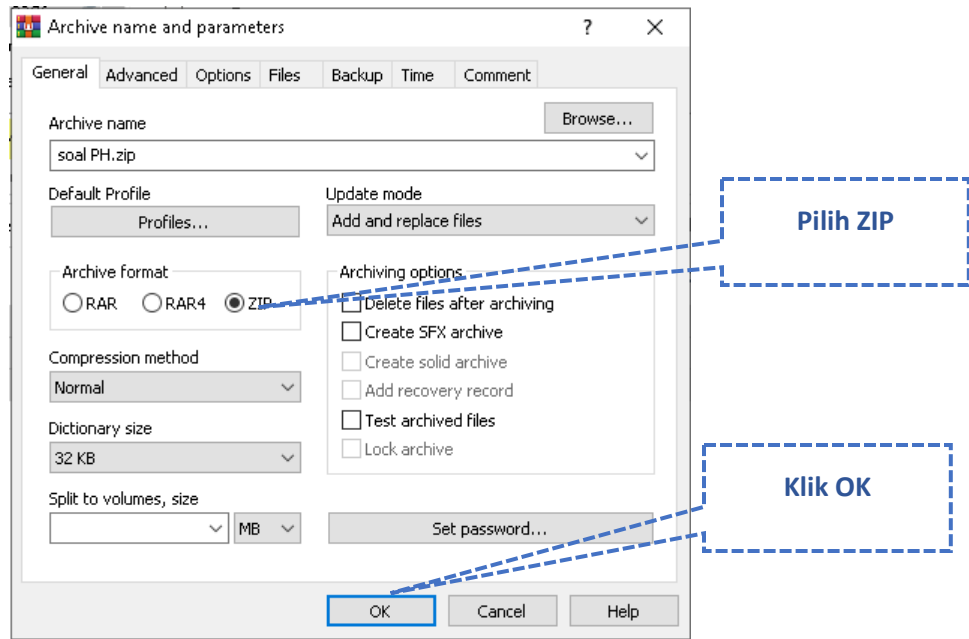 Archive name and parameters
?
General Advanced Options Files Backup Time Comment
Archive name
Browse...
soal PH.zip
Default Profile
Update mode
Profiles...
Add and replace files
Pilih ZIP
Archive format
Archiving options
RAR RAR4 ZIP
Delete files after archiving
Create SFX archive
Compression method
Create solid archive
Normal
Add recovery record
Dictionary size
Test archived files
32 KB
Lock archive
Klik OK
Split to volumes, size
MB
Set password...
OK Cancel Help